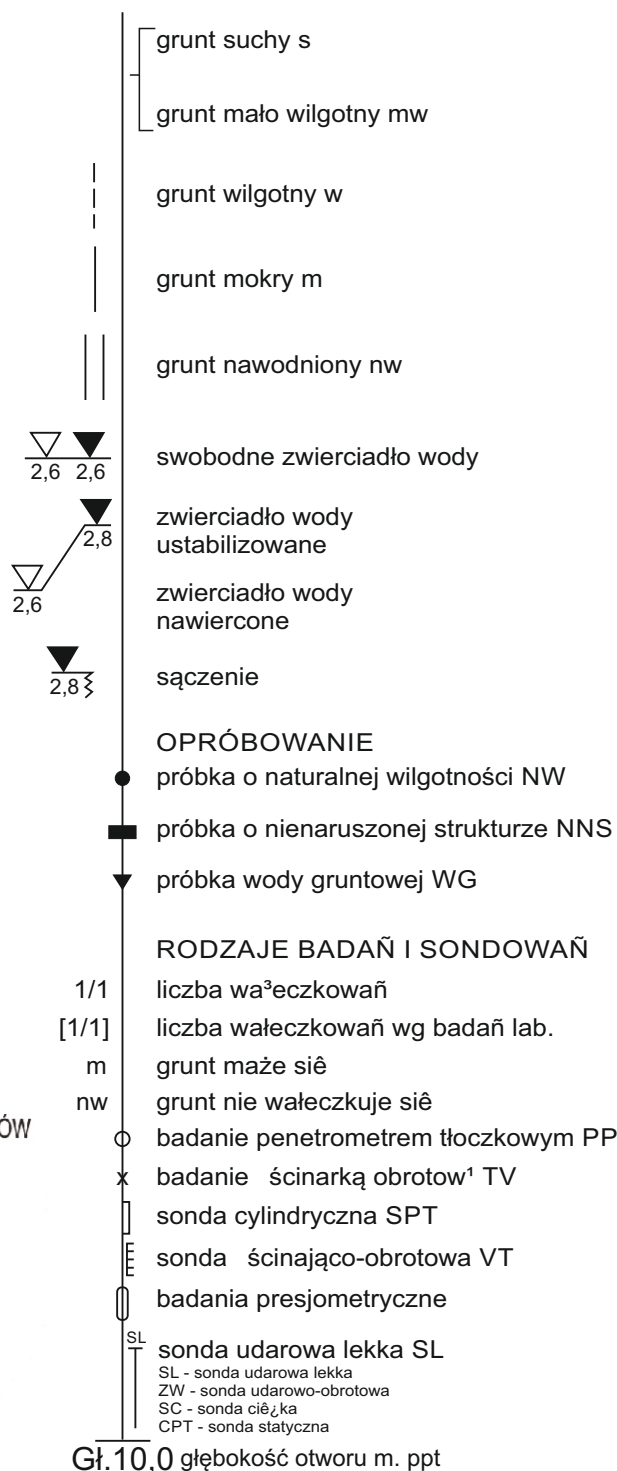 grunt suchy s
grunt mało wilgotny mw
grunt wilgotny w
grunt mokry m
grunt nawodniony nw
2,6 2,6 swobodne zwierciadło wody
2,8 zwierciadło wody
ustabilizowane
2,6 zwierciadło wody
nawiercone
2,8 sączenie
OPRÓBOWANIE
próbka o naturalnej wilgotności NW
próbka o nienaruszonej strukturze NNS
próbka wody gruntowej WG
RODZAJE BADAÑ I SONDOWAÑ
1/1 liczba wa³eczkowañ
[1/1] liczba wałeczkowañ wg badań lab.
m grunt maże siê
nw grunt nie wałeczkuje siê
ÓW
badanie penetrometrem tłoczkowym PP
x badanie ścinarką obrotow¹ TV
sonda cylindryczna SPT
sonda ścinająco-obrotowa VT
badania presjometryczne
SL sonda udarowa lekka SL
SL - sonda udarowa lekka
ZW - sonda udarowo-obrotowa
SC - sonda ciê¿ka
CPT - sonda statyczna
Gł.10,0 głębokość otworu m. ppt